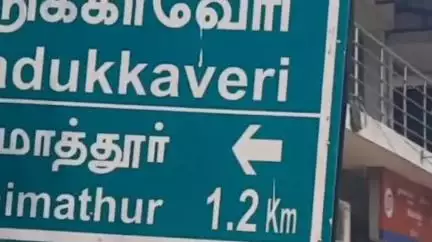 டுக்காவேரி
ndukkaveri
மாத்தூர் ←
imathur 1.2 Km